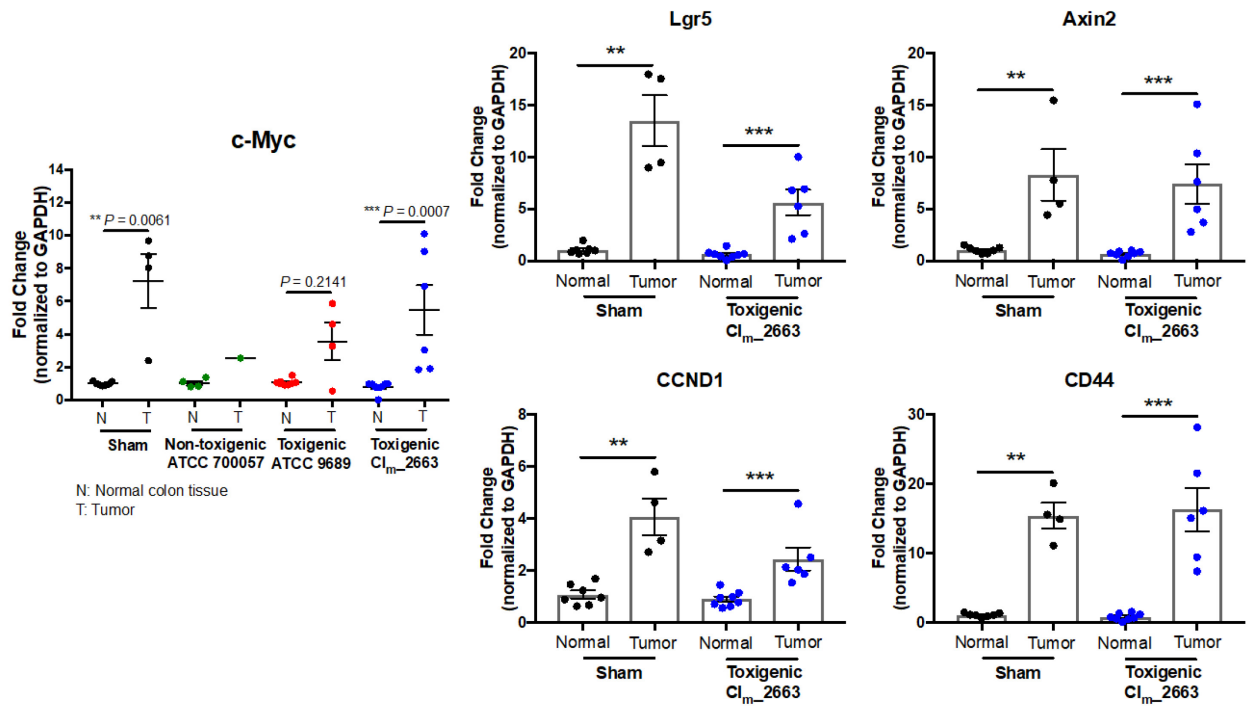 c-Myc
Fold Change
(normalized to GAPDH)
14
12
10
8
6
4
2
0
** P = 0.0061
P = 0.2141
*** P = 0.0007
N T N T N T N T
Sham
Non-toxigenic
ATCC 700057
Toxigenic
ATCC 9689
Toxigenic
CIm_2663
N: Normal colon tissue
T: Tumor
Lgr5
Fold Change
(normalized to GAPDH)
20
15
10
5
0
**
***
Normal Tumor Normal Tumor
Sham
Toxigenic
CIm_2663
Axin2
Fold Change
(normalized to GAPDH)
20
15
10
5
0
**
***
Normal Tumor Normal Tumor
Sham
Toxigenic
CIm_2663
CCND1
Fold Change
(normalized to GAPDH)
8
6
4
2
0
**
***
Normal Tumor Normal Tumor
Sham
Toxigenic
CIm_2663
CD44
Fold Change
(normalized to GAPDH)
30
20
10
0
**
***
Normal Tumor Normal Tumor
Sham
Toxigenic
CIm_2663